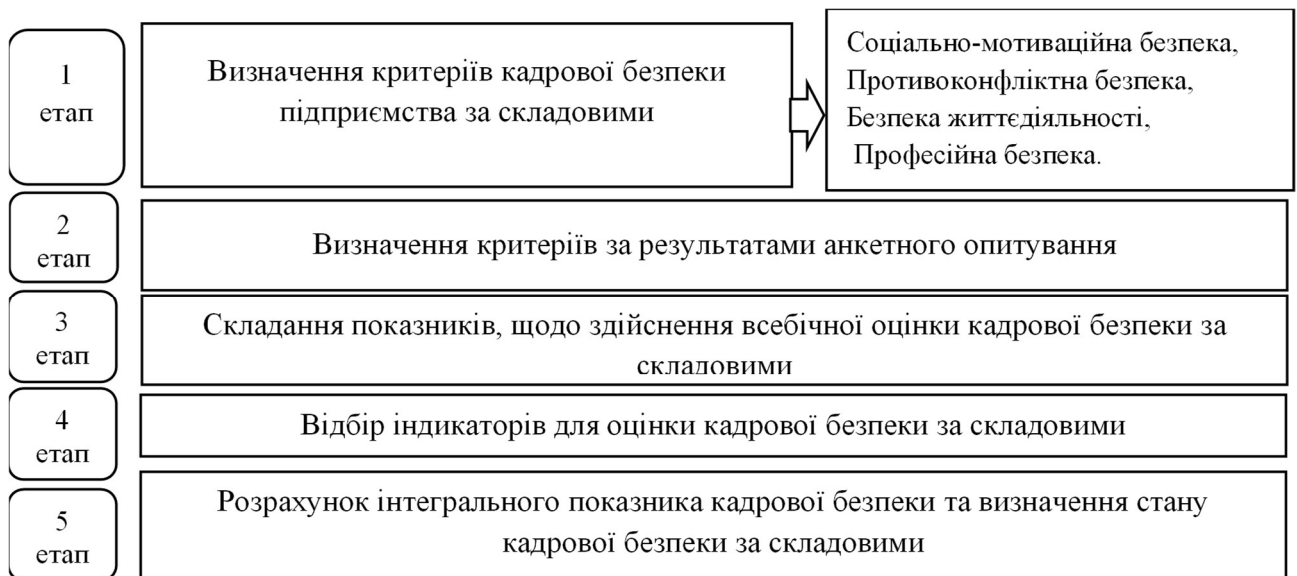 1
етап
Визначення критеріїв кадрової безпеки
підприємства за складовими
Соціально-мотиваційна безпека,
Противоконфліктна безпека,
Безпека життєдіяльності,
Професійна безпека.
2
етап
Визначення критеріїв за результатами анкетного опитування
3
етап
Складання показників, щодо здійснення всебічної оцінки кадрової безпеки за
складовими
4
етап
Відбір індикаторів для оцінки кадрової безпеки за складовими
5
етап
Розрахунок інтегрального показника кадрової безпеки та визначення стану
кадрової безпеки за складовими